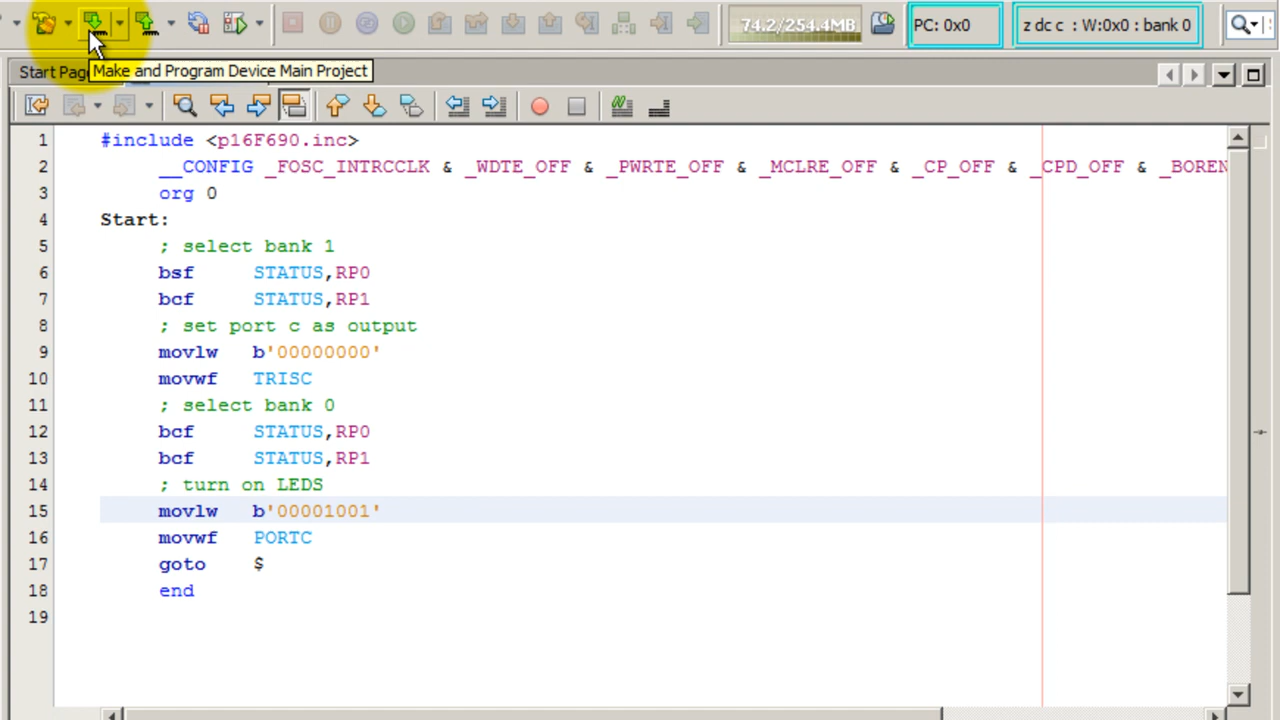 74.2/254.4MB PC: 0x0 z dc c : W:0x0 : bank 0
Start Pag Make and Program Device Main Project
1 #include <p16F690.inc>
2 __CONFIG _FOSC_INTRCCLK & _WDTE_OFF & _PWRTE_OFF & _MCLRE_OFF & _CP_OFF & _CPD_OFF & _BOREN
3 org 0
4 Start:
5 ; select bank 1
6 bsf STATUS,RP0
7 bcf STATUS,RP1
8 ; set port c as output
9 movlw b'00000000'
10 movwf TRISC
11 ; select bank 0
12 bcf STATUS,RP0
13 bcf STATUS,RP1
14 ; turn on LEDS
15 movlw b'00001001'
16 movwf PORTC
17 goto $
18 end
19